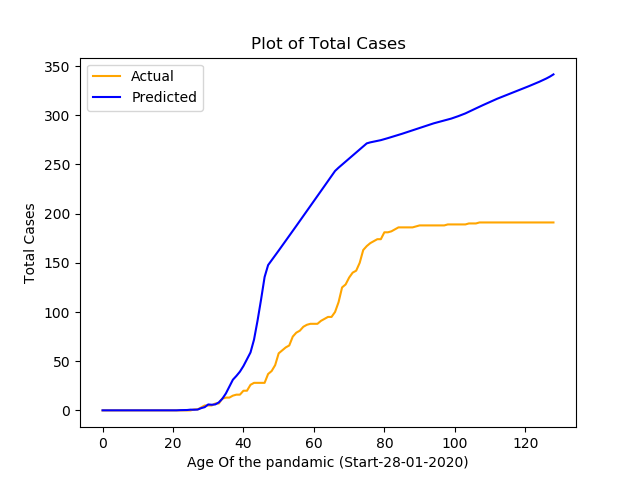 Plot of Total Cases
Actual
Predicted
350
300
250
200
150
100
50
0
Total Cases
0 20 40 60 80 100 120
Age Of the pandamic (Start-28-01-2020)